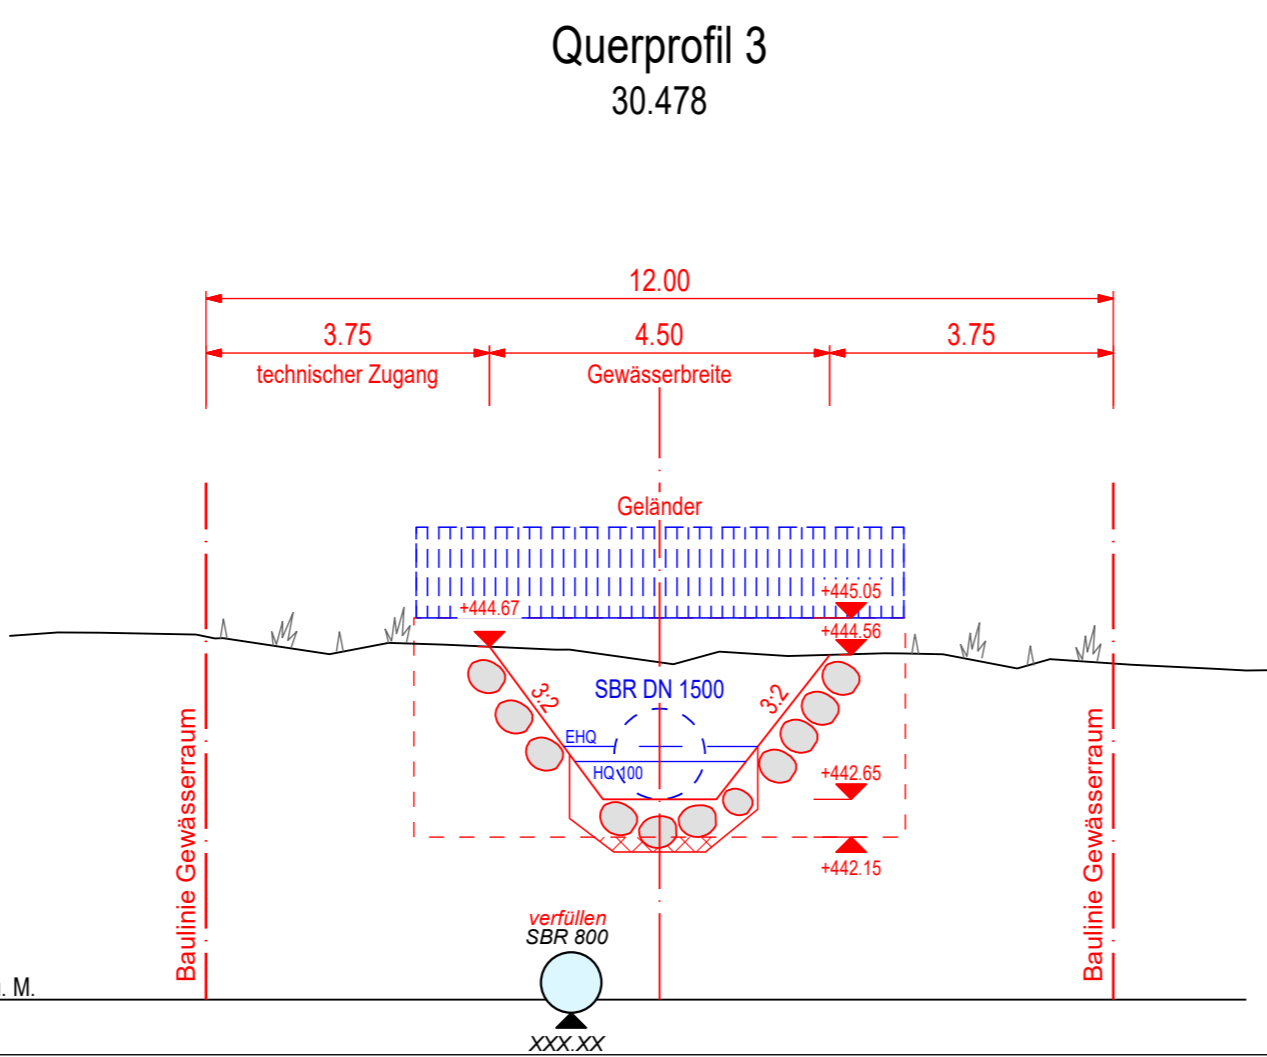 Querprofil 3
30.478
12.00
3.75
4.50
3.75
technischer Zugang
Gewässerbreite
Geländer
+445.05
+444.67
+444.56
SBR DN 1500
3:2
3:2
EHQ
HQ 100
+442.65
+442.15
Baulinie Gewässerraum
Baulinie Gewässerraum
verfüllen
SBR 800
. M.
XXX.XX